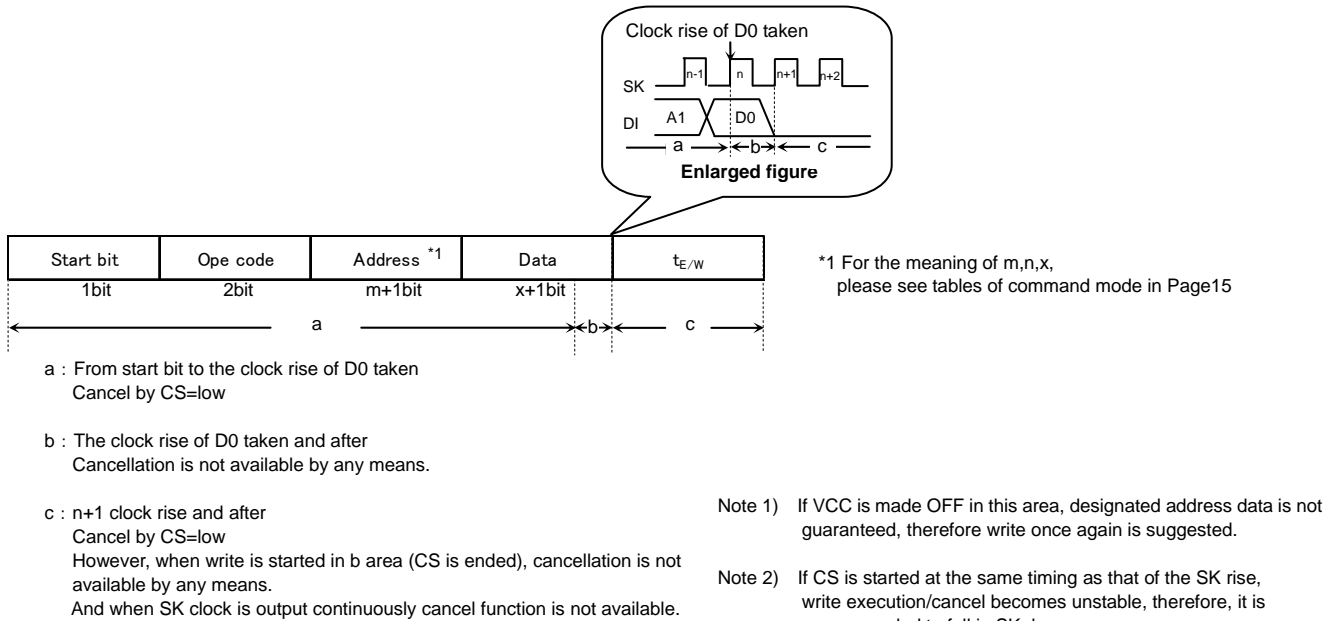 Clock rise of D0 taken
SK
n-1
n
n+1
n+2
DI
A1
D0
a
b
c
Enlarged figure
Start bit
Ope code
Address *1
Data
tE/W
1bit
2bit
m+1bit
x+1bit
a
b
c
*1 For the meaning of m,n,x,
please see tables of command mode in Page15
a : From start bit to the clock rise of D0 taken
Cancel by CS=low
b : The clock rise of D0 taken and after
Cancellation is not available by any means.
c : n+1 clock rise and after
Cancel by CS=low
However, when write is started in b area (CS is ended), cancellation is not
available by any means.
And when SK clock is output continuously cancel function is not available.
Note 1) If VCC is made OFF in this area, designated address data is not
guaranteed, therefore write once again is suggested.
Note 2) If CS is started at the same timing as that of the SK rise,
write execution/cancel becomes unstable, therefore, it is